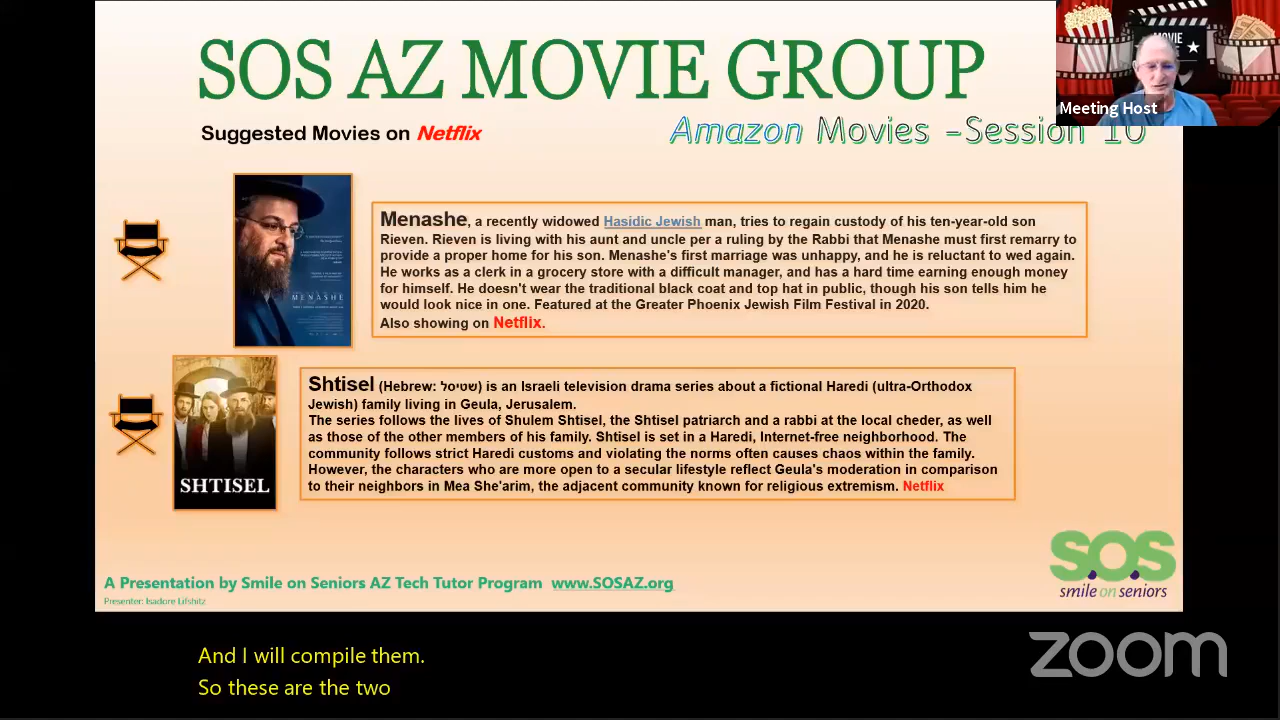 SOS AZ MOVIE GROUP
MOVIE
Meeting Host
Suggested Movies on Netflix
Amazon Movies –Session 10
MENASHE
Menashe, a recently widowed Hasidic Jewish man, tries to regain custody of his ten-year-old son
Rieven. Rieven is living with his aunt and uncle per a ruling by the Rabbi that Menashe must first remarry to
provide a proper home for his son. Menashe's first marriage was unhappy, and he is reluctant to wed again.
He works as a clerk in a grocery store with a difficult manager, and has a hard time earning enough money
for himself. He doesn't wear the traditional black coat and top hat in public, though his son tells him he
would look nice in one. Featured at the Greater Phoenix Jewish Film Festival in 2020.
Also showing on Netflix.
SHTISEL
Shtisel (Hebrew: שטיסל) is an Israeli television drama series about a fictional Haredi (ultra-Orthodox
Jewish) family living in Geula, Jerusalem.
The series follows the lives of Shulem Shtisel, the Shtisel patriarch and a rabbi at the local cheder, as well
as those of the other members of his family. Shtisel is set in a Haredi, Internet-free neighborhood. The
community follows strict Haredi customs and violating the norms often causes chaos within the family.
However, the characters who are more open to a secular lifestyle reflect Geula's moderation in comparison
to their neighbors in Mea She'arim, the adjacent community known for religious extremism. Netflix
A Presentation by Smile on Seniors AZ Tech Tutor Program www.SOSAZ.org
Presenter: Isadore Lifshitz
SOS
smile on seniors
And I will compile them.
So these are the two
zoom